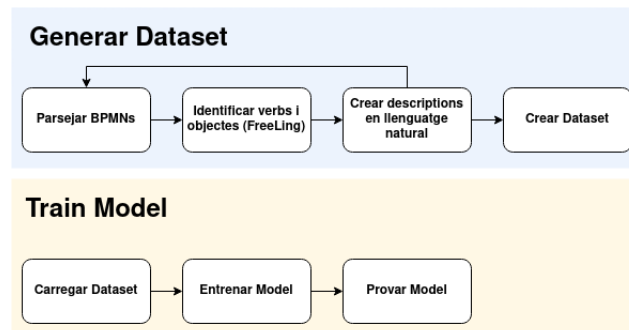 Generar Dataset
Parsejar BPMNs
Identificar verbs i
objectes (FreeLing)
Crear descriptions
en llenguatge
natural
Crear Dataset
Train Model
Carregar Dataset
Entrenar Model
Provar Model